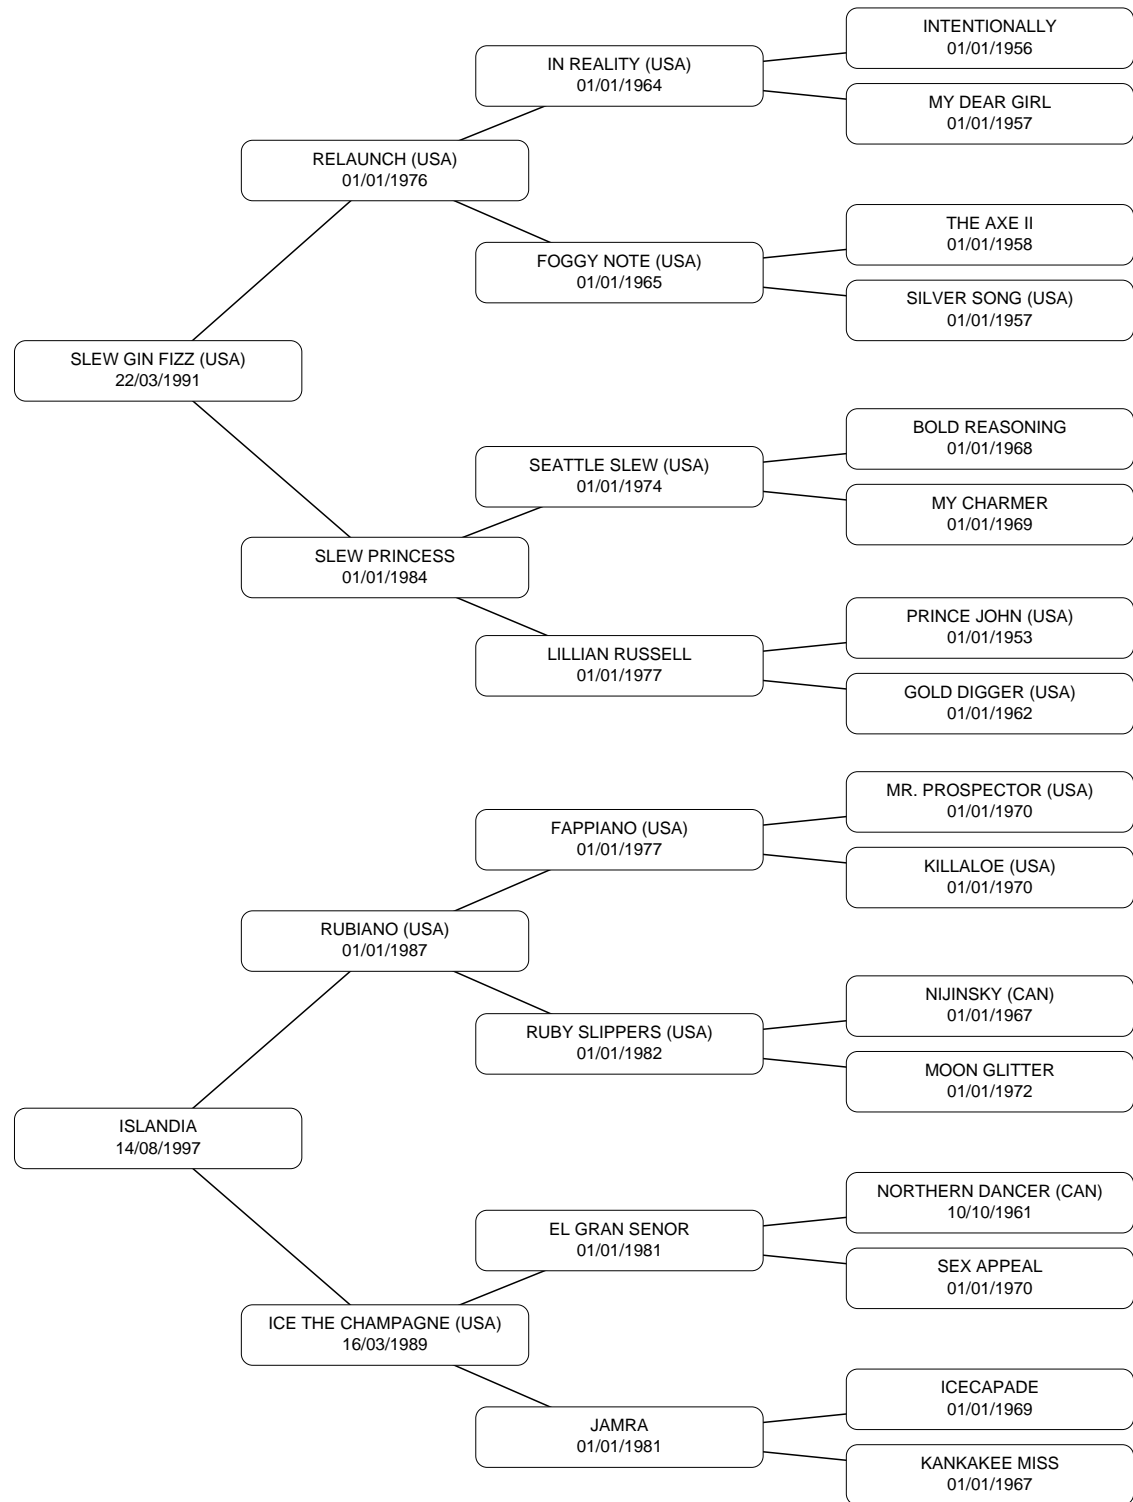 INTENTIONALLY
01/01/1956
IN REALITY (USA)
01/01/1964
MY DEAR GIRL
01/01/1957
RELAUNCH (USA)
01/01/1976
THE AXE II
01/01/1958
FOGGY NOTE (USA)
01/01/1965
SILVER SONG (USA)
01/01/1957
SLEW GIN FIZZ (USA)
22/03/1991
BOLD REASONING
01/01/1968
SEATTLE SLEW (USA)
01/01/1974
MY CHARMER
01/01/1969
SLEW PRINCESS
01/01/1984
PRINCE JOHN (USA)
01/01/1953
LILLIAN RUSSELL
01/01/1977
GOLD DIGGER (USA)
01/01/1962
MR. PROSPECTOR (USA)
01/01/1970
FAPPIANO (USA)
01/01/1977
KILLALOE (USA)
01/01/1970
RUBIANO (USA)
01/01/1987
NIJINSKY (CAN)
01/01/1967
RUBY SLIPPERS (USA)
01/01/1982
MOON GLITTER
01/01/1972
ISLANDIA
14/08/1997
NORTHERN DANCER (CAN)
10/10/1961
EL GRAN SENOR
01/01/1981
SEX APPEAL
01/01/1970
ICE THE CHAMPAGNE (USA)
16/03/1989
ICECAPADE
01/01/1969
JAMRA
01/01/1981
KANKAKEE MISS
01/01/1967